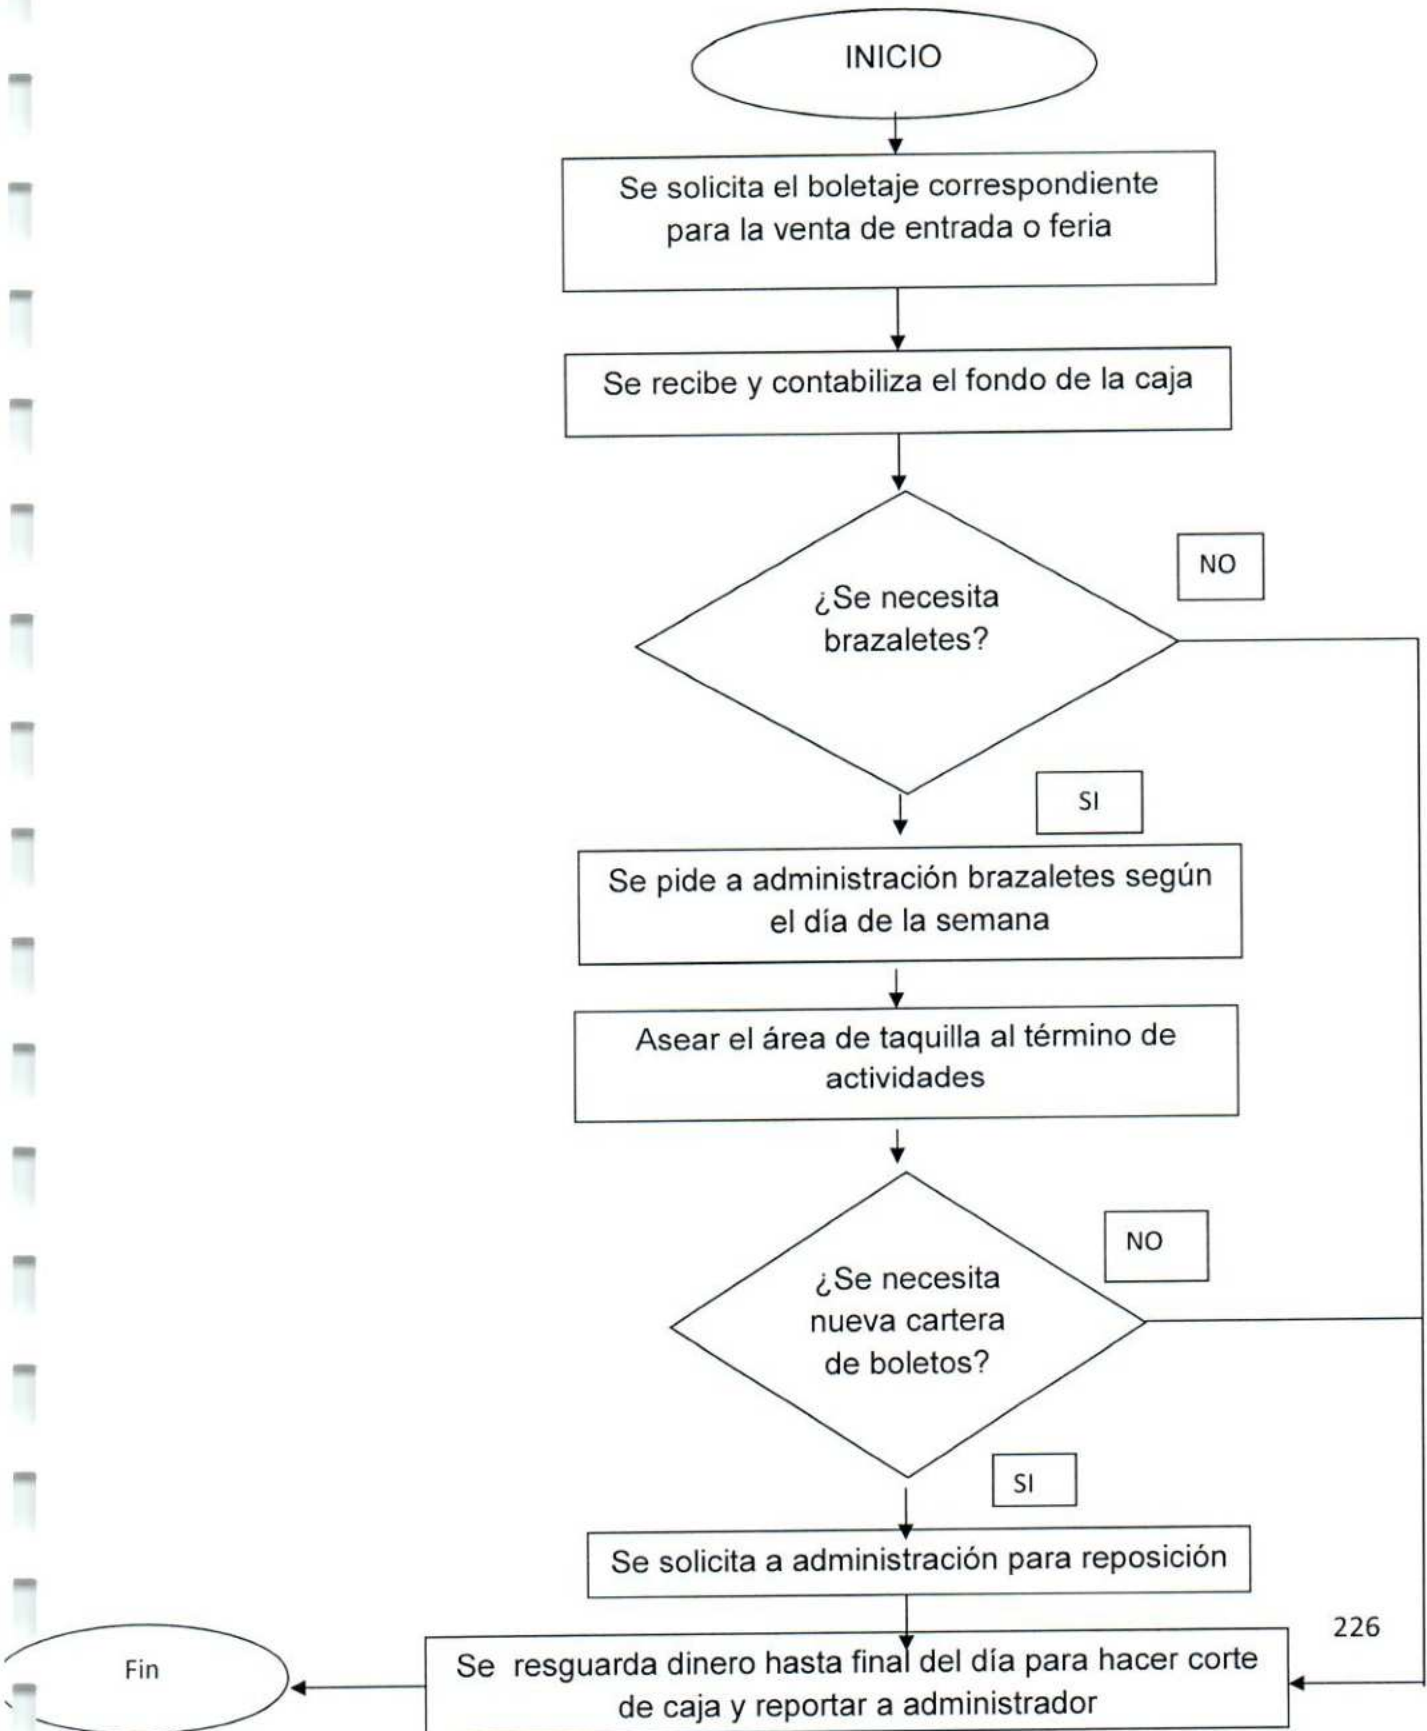 INICIO
Se solicita el boletaje correspondiente
para la venta de entrada o feria
Se recibe y contabiliza el fondo de la caja
NO
¿Se necesita
brazaletes?
SI
Se pide a administración brazaletes según
el día de la semana
Asear el área de taquilla al término de
actividades
NO
¿Se necesita
nueva cartera
de boletos?
SI
Se solicita a administración para reposición
226
Se resguarda dinero hasta final del día para hacer corte
de caja y reportar a administrador
Fin